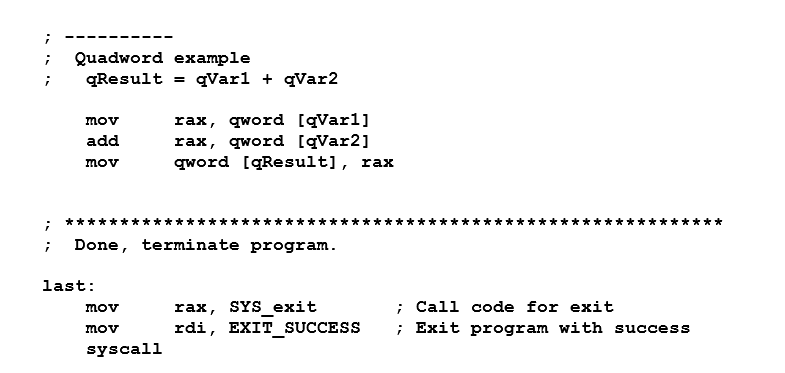 ; ----------
;  Quadword example
;   qResult = qVar1 + qVar2
    mov     rax, qword [qVar1]
    add     rax, qword [qVar2]
    mov     qword [qResult], rax
; ************************************************************
;  Done, terminate program.
last:
    mov     rax, SYS_exit       ; Call code for exit
    mov     rdi, EXIT_SUCCESS   ; Exit program with success
    syscall